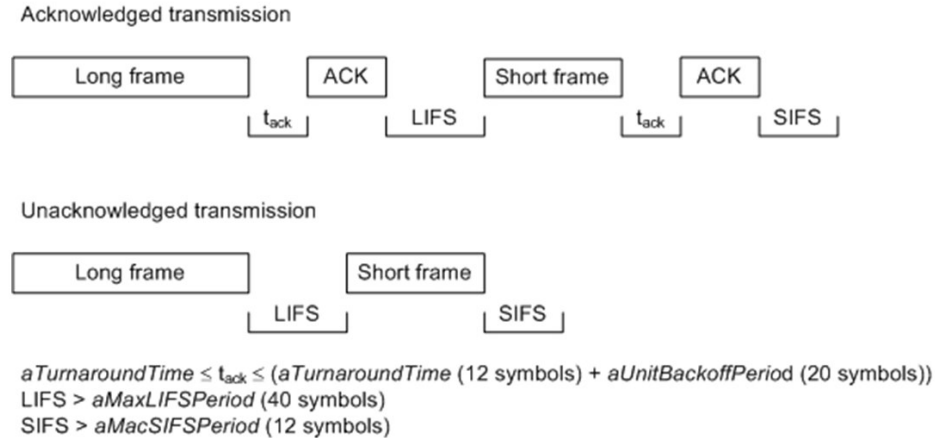 Acknowledged transmission
Long frame ACK Short frame ACK
tack LIFS tack SIFS
Unacknowledged transmission
Long frame Short frame
LIFS SIFS
aTurnaroundTime ≤ tack ≤ (aTurnaroundTime (12 symbols) + aUnitBackoffPeriod (20 symbols))
LIFS > aMaxLIFSPeriod (40 symbols)
SIFS > aMacSIFSPeriod (12 symbols)